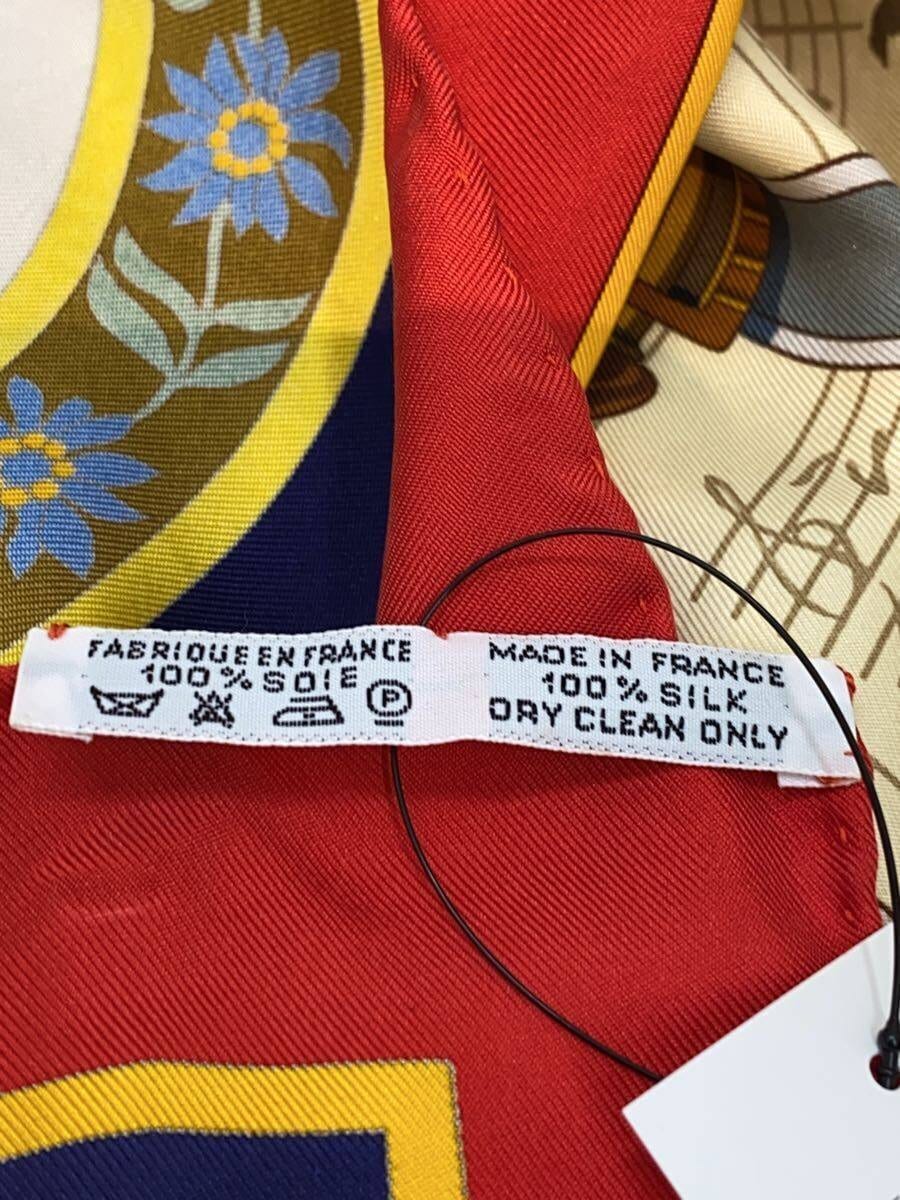 FABRIQUE EN FRANCE
100% SOIE
P
MADE IN FRANCE
100% SILK
DRY CLEAN ONLY